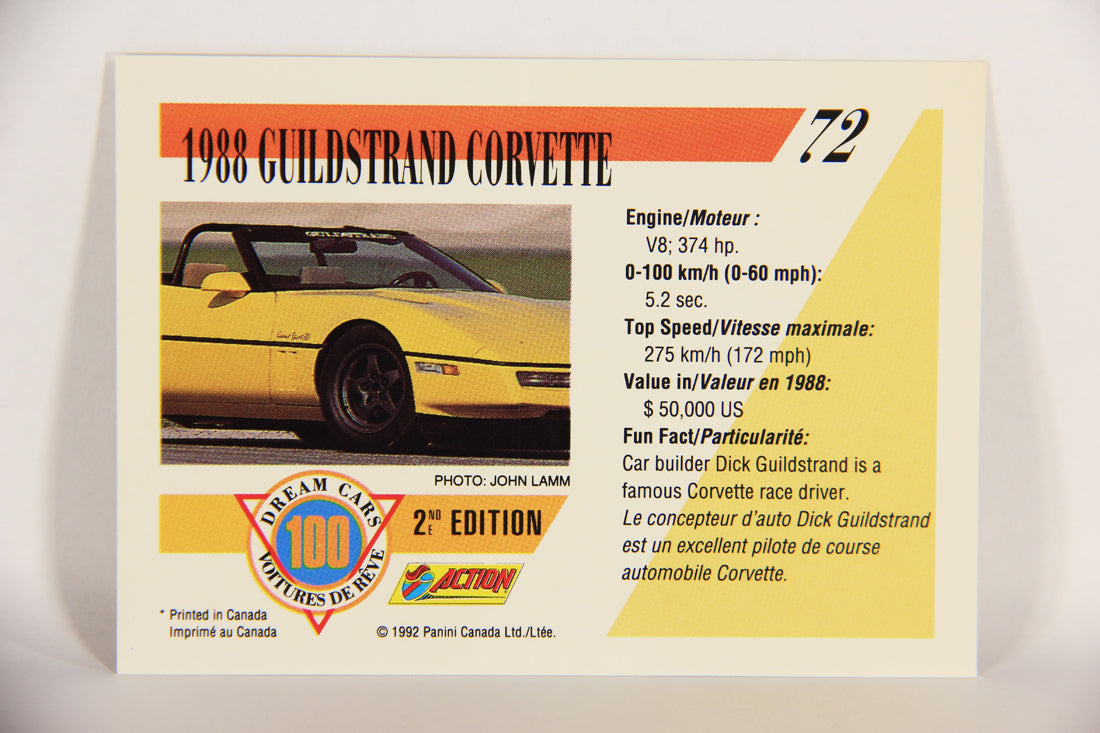 1988 GUILDSTRAND CORVETTE
72
GUILDSTRAND
Engine/Moteur :
V8; 374 hp.
0-100 km/h (0-60 mph):
5.2 sec.
Top Speed/Vitesse maximale:
275 km/h (172 mph)
Value in/Valeur en 1988:
$ 50,000 US
Fun Fact/Particularité:
Car builder Dick Guildstrand is a
famous Corvette race driver.
Le concepteur d'auto Dick Guildstrand
est un excellent pilote de course
automobile Corvette.
PHOTO: JOHN LAMM
DREAM CARS
100
VOITURES DE RÊVE
2ND E EDITION
ACTION
* Printed in Canada
Imprimé au Canada
© 1992 Panini Canada Ltd./Ltée.